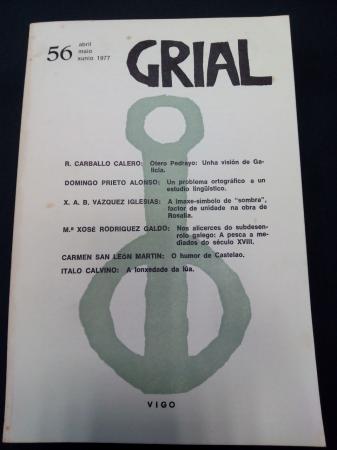 56
abril
maio
xunio 1977
GRIAL
R. CARBALLO CALERO: Otero Pedrayo: Unha visión de Ga-
licia.
DOMINGO PRIETO ALONSO: Un problema ortográfico a un
estudio lingüístico.
X. A. B. VÁZQUEZ IGLESIAS: A imaxe-símbolo de "sombra",
factor de unidade na obra de
Rosalía.
Mª XOSÉ RODRIGUEZ GALDO: Nos alicerces do subdesen-
rolo galego: A pesca a me-
diados do século XVIII.
CARMEN SAN LEÓN MARTIN: O humor de Castelao.
ITALO CALVINO: A lonxedade da lúa.
VIGO